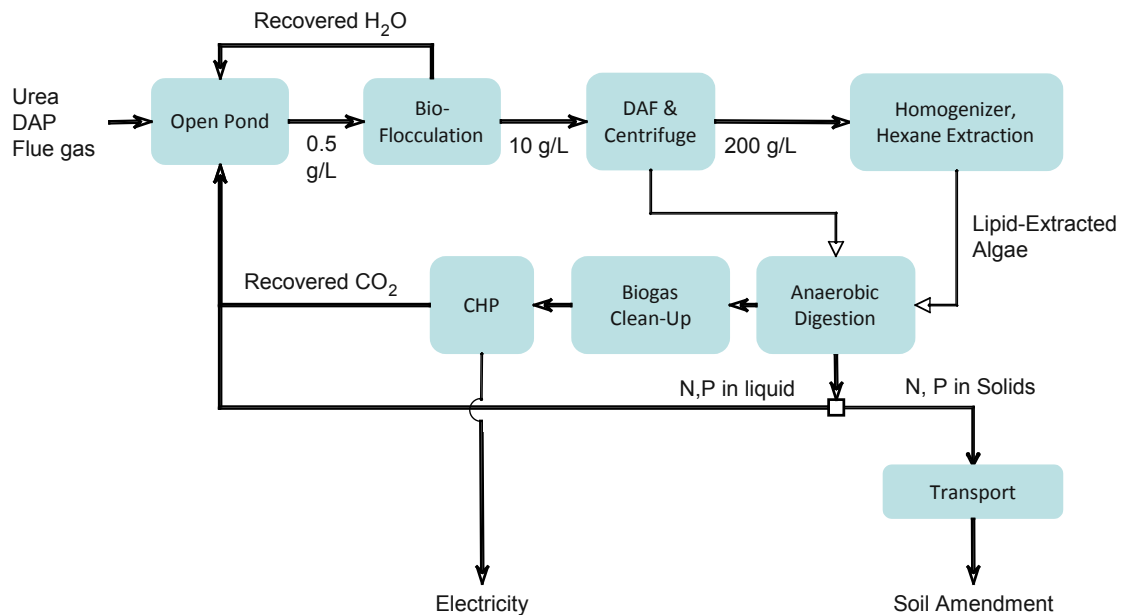 Recovered H2O
Urea
DAP
Flue gas
Open Pond
0.5
g/L
Bio-
Flocculation
10 g/L
DAF &
Centrifuge
200 g/L
Homogenizer,
Hexane Extraction
Lipid-Extracted
Algae
Recovered CO2
CHP
Biogas
Clean-Up
Anaerobic
Digestion
N,P in liquid
N, P in Solids
Transport
Electricity
Soil Amendment